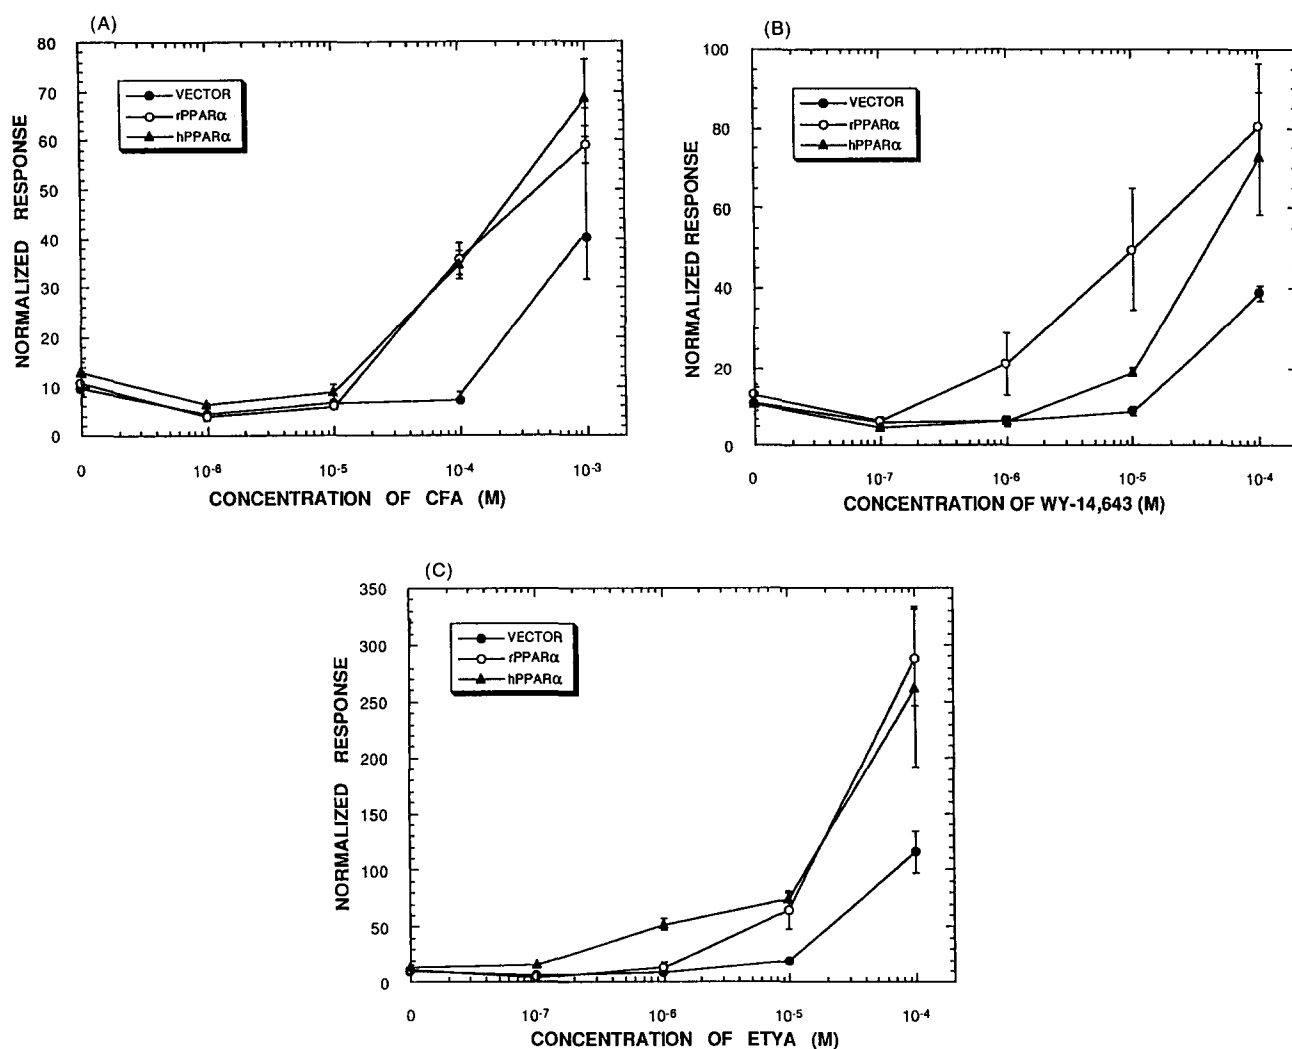 (A)
80
70
60
50
40
30
20
10
0
NORMALIZED RESPONSE
VECTOR
rPPARα
hPPARα
0
10-6
10-5
10-4
10-3
CONCENTRATION OF CFA (M)
(B)
100
80
60
40
20
0
NORMALIZED RESPONSE
VECTOR
rPPARα
hPPARα
0
10-7
10-6
10-5
10-4
CONCENTRATION OF WY-14,643 (M)
(C)
350
300
250
200
150
100
50
0
NORMALIZED RESPONSE
VECTOR
rPPARα
hPPARα
0
10-7
10-6
10-5
10-4
CONCENTRATION OF ETYA (M)